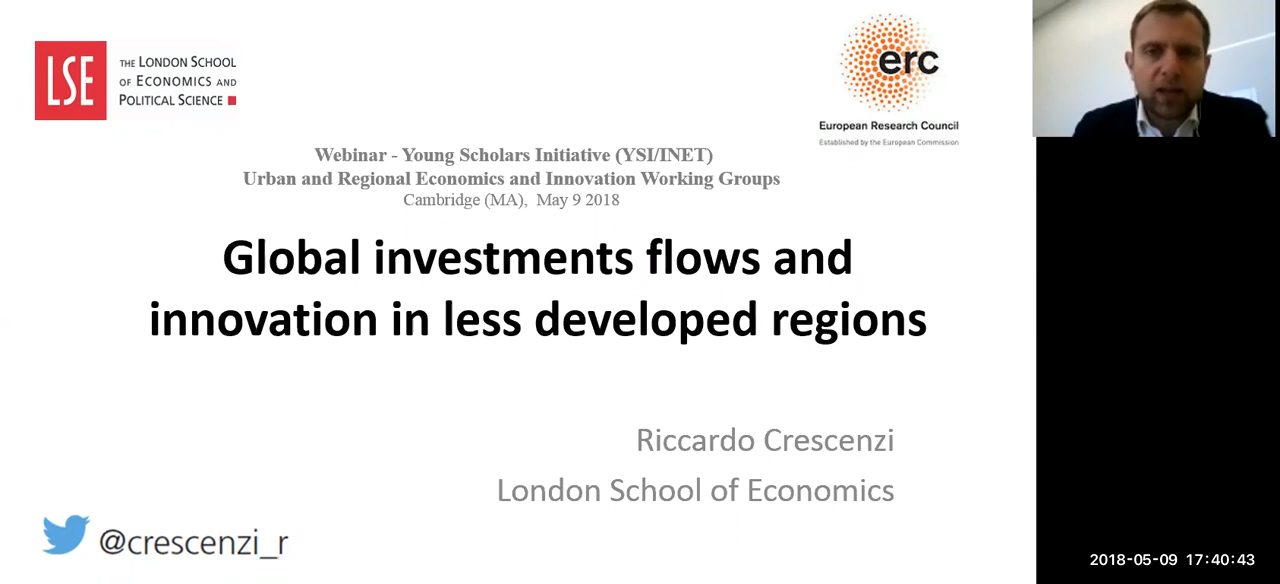 LSE
THE LONDON SCHOOL
OF ECONOMICS AND
POLITICAL SCIENCE
erc
European Research Council
Established by the European Commission
Webinar - Young Scholars Initiative (YSI/INET)
Urban and Regional Economics and Innovation Working Groups
Cambridge (MA), May 9 2018
Global investments flows and
innovation in less developed regions
Riccardo Crescenzi
London School of Economics
@crescenzi_r
2018-05-09 17:40:43